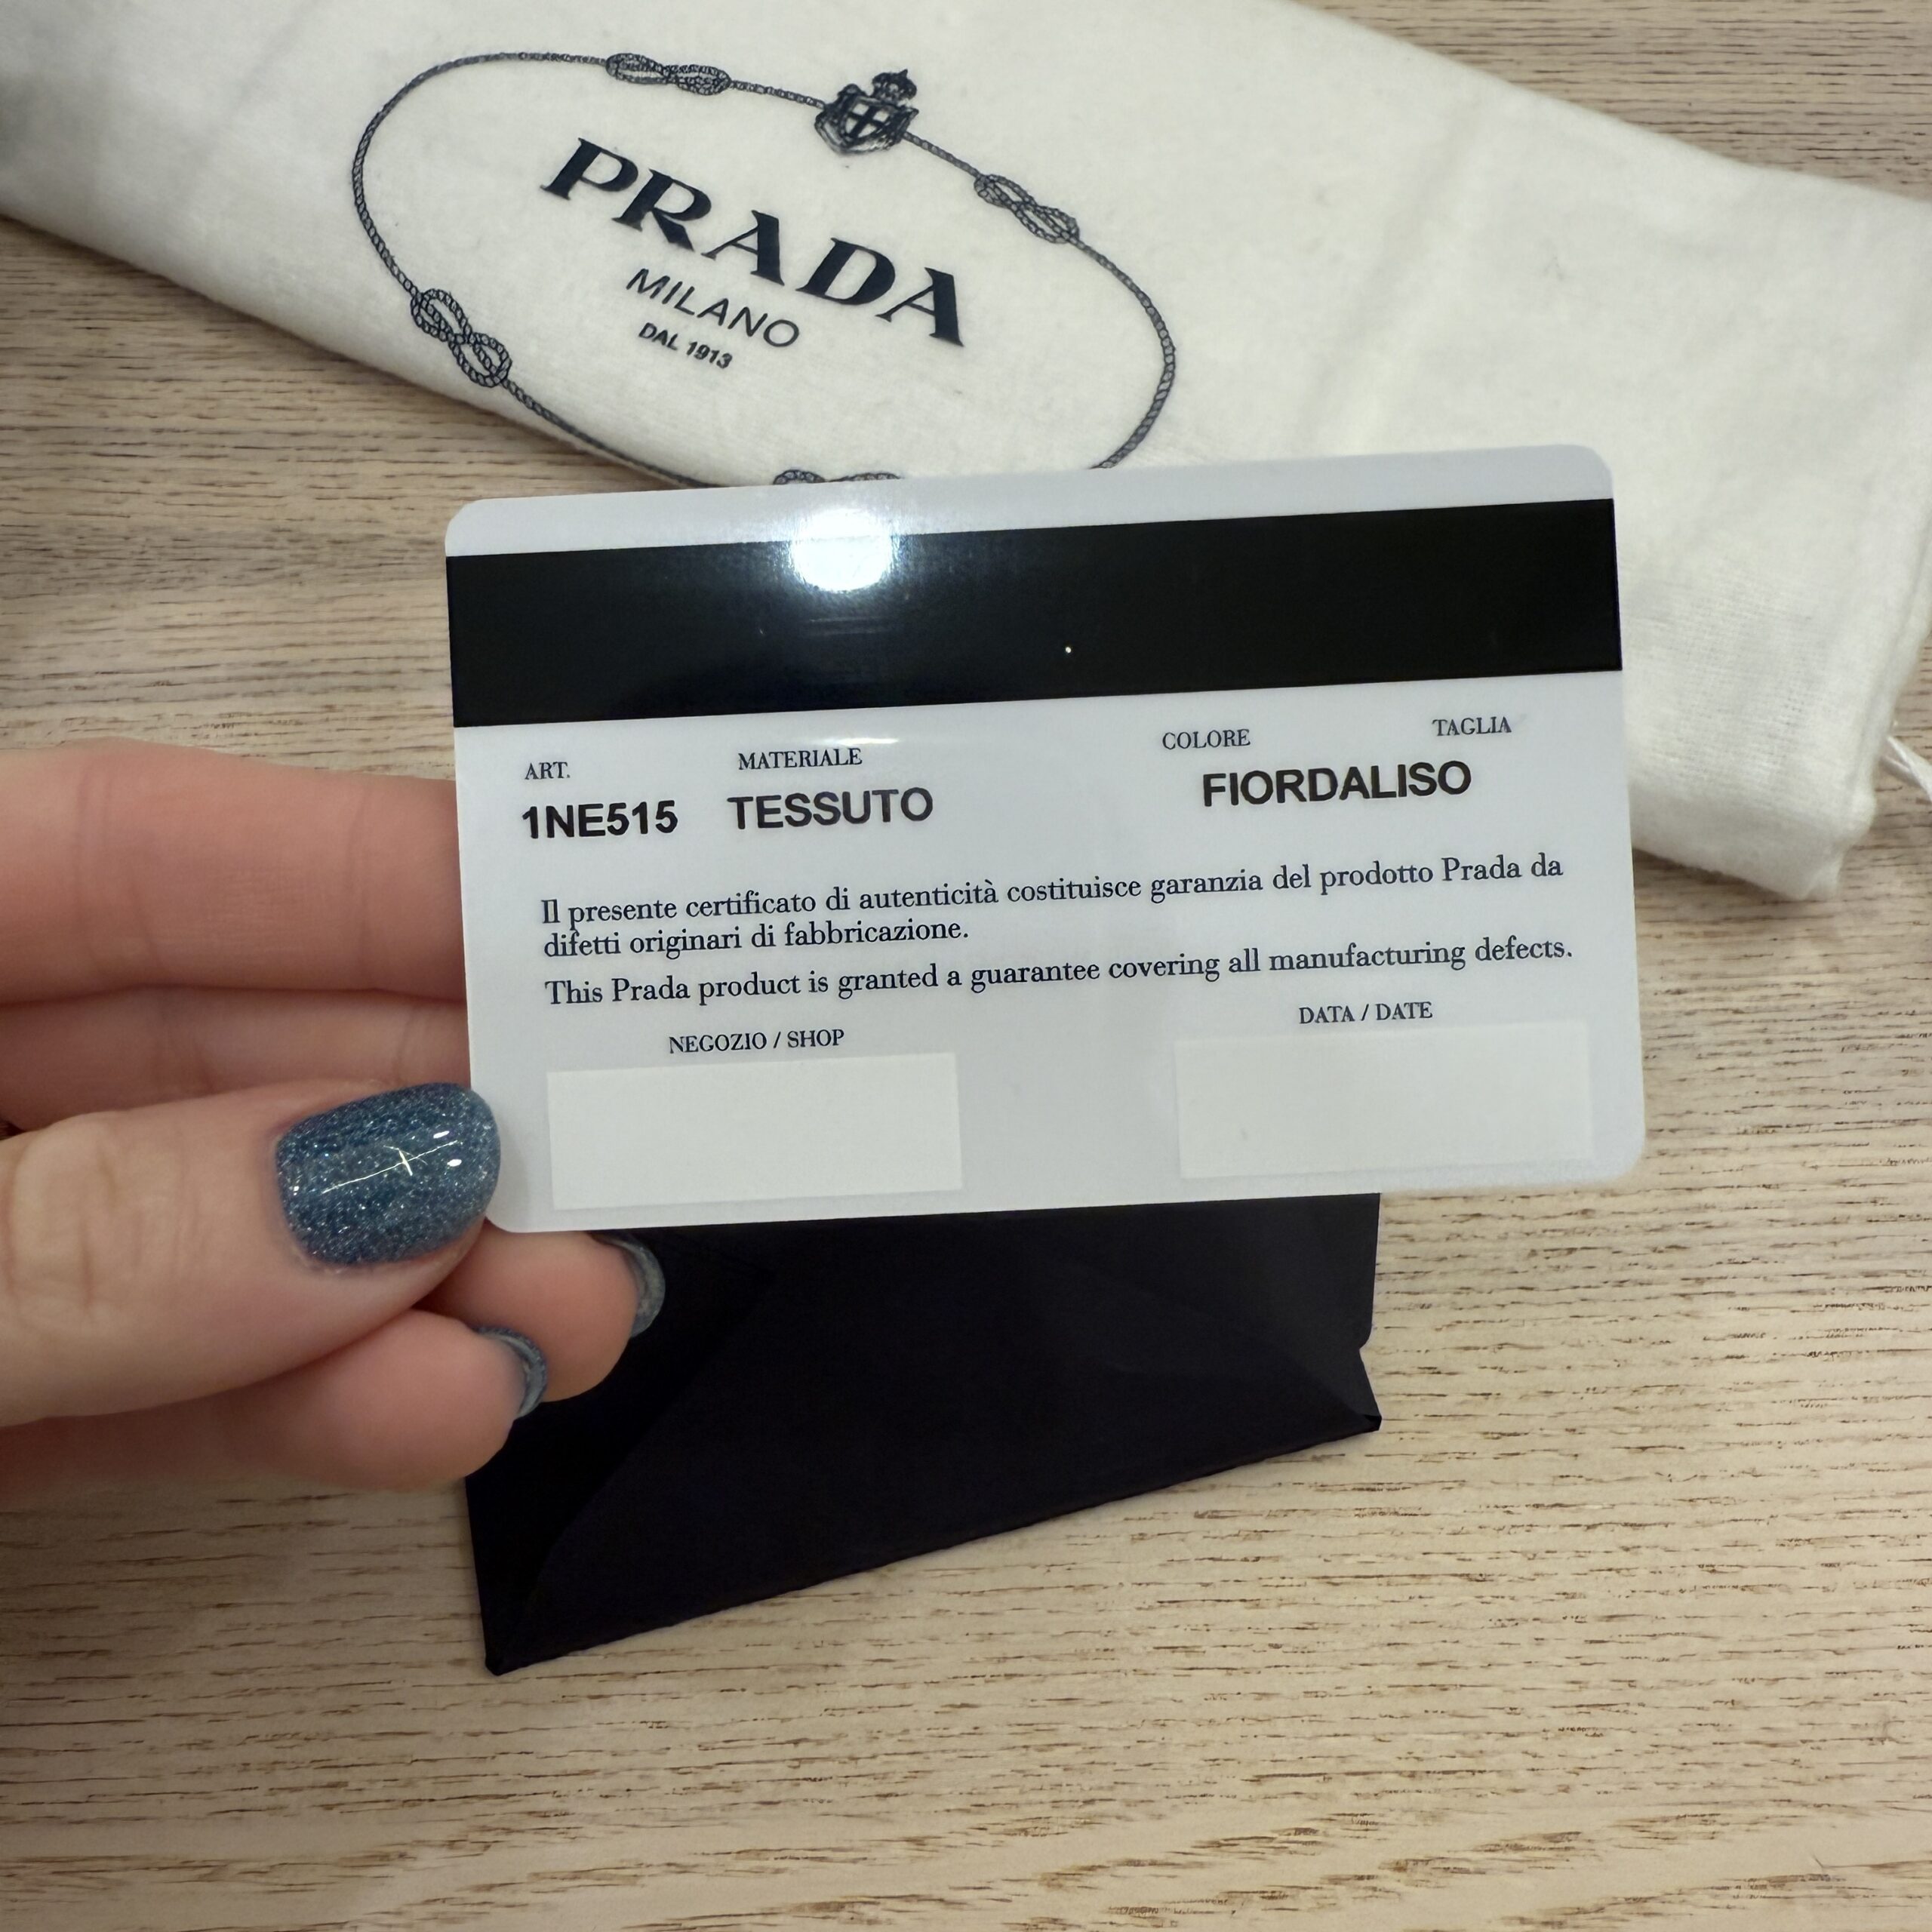 PRADA
MILANO
DAL 1913
ART. MATERIALE COLORE TAGLIA
1NE515 TESSUTO FIORDALISO
Il presente certificato di autenticità costituisce garanzia del prodotto Prada da
difetti originari di fabbricazione.
This Prada product is granted a guarantee covering all manufacturing defects.
NEGOZIO / SHOP DATA / DATE